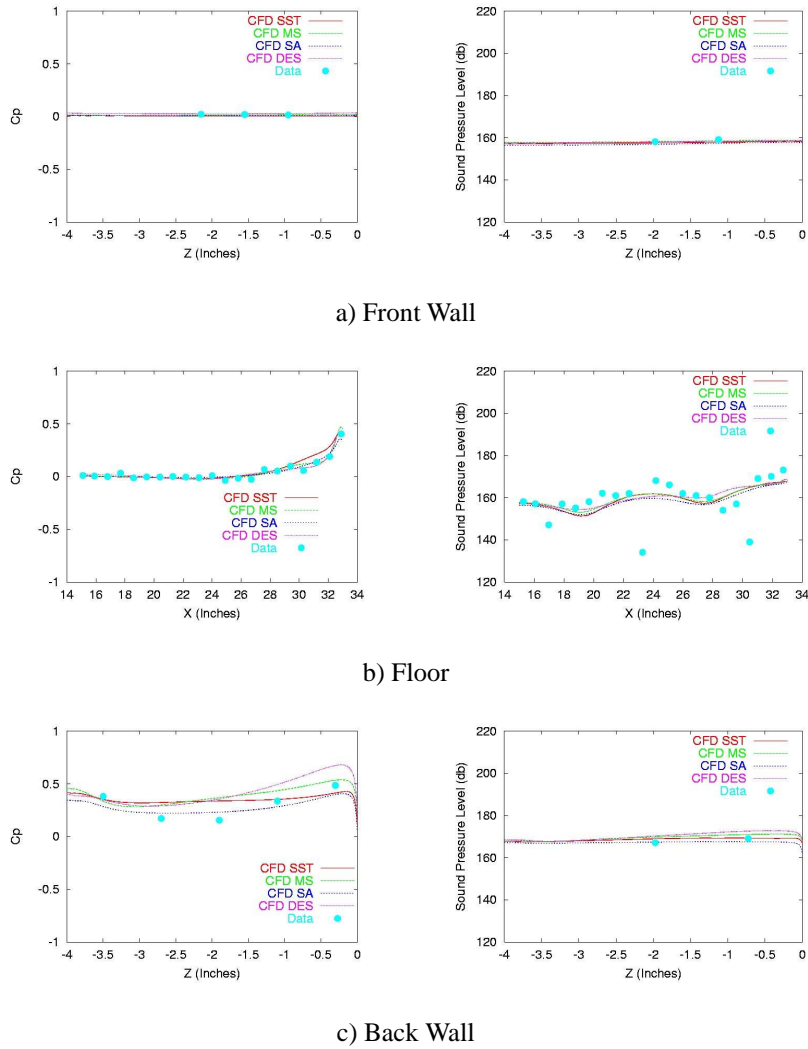 CFD SST
CFD MS
CFD SA
CFD DES
Data
1
0.5
0
-0.5
-1
Cp
-4 -3.5 -3 -2.5 -2 -1.5 -1 -0.5 0
Z (Inches)
CFD SST
CFD MS
CFD SA
CFD DES
Data
220
200
180
160
140
120
Sound Pressure Level (db)
-4 -3.5 -3 -2.5 -2 -1.5 -1 -0.5 0
Z (Inches)
a) Front Wall
1
0.5
0
-0.5
-1
Cp
CFD SST
CFD MS
CFD SA
CFD DES
Data
14 16 18 20 22 24 26 28 30 32 34
X (Inches)
CFD SST
CFD MS
CFD SA
CFD DES
Data
220
200
180
160
140
120
Sound Pressure Level (db)
14 16 18 20 22 24 26 28 30 32 34
X (Inches)
b) Floor
1
0.5
0
-0.5
-1
Cp
CFD SST
CFD MS
CFD SA
CFD DES
Data
-4 -3.5 -3 -2.5 -2 -1.5 -1 -0.5 0
Z (Inches)
CFD SST
CFD MS
CFD SA
CFD DES
Data
220
200
180
160
140
120
Sound Pressure Level (db)
-4 -3.5 -3 -2.5 -2 -1.5 -1 -0.5 0
Z (Inches)
c) Back Wall